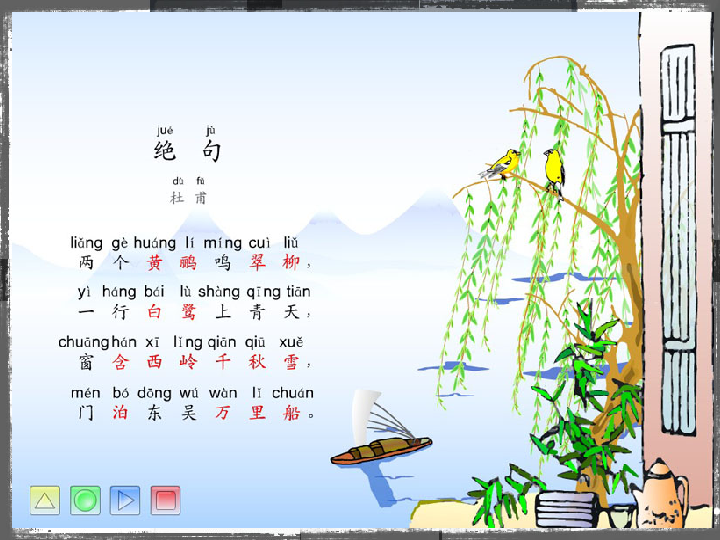 jué jù
绝 句
dù fǔ
杜 甫
liǎng gè huáng lí míng cuì liǔ
两 个 黄 鹂 鸣 翠 柳，
yì háng bái lù shàng qīng tiān
一 行 白 鹭 上 青 天，
chuāng hán xī lǐng qiān qiū xuě
窗 含 西 岭 千 秋 雪，
mén bó dōng wú wàn lǐ chuán
门 泊 东 吴 万 里 船。